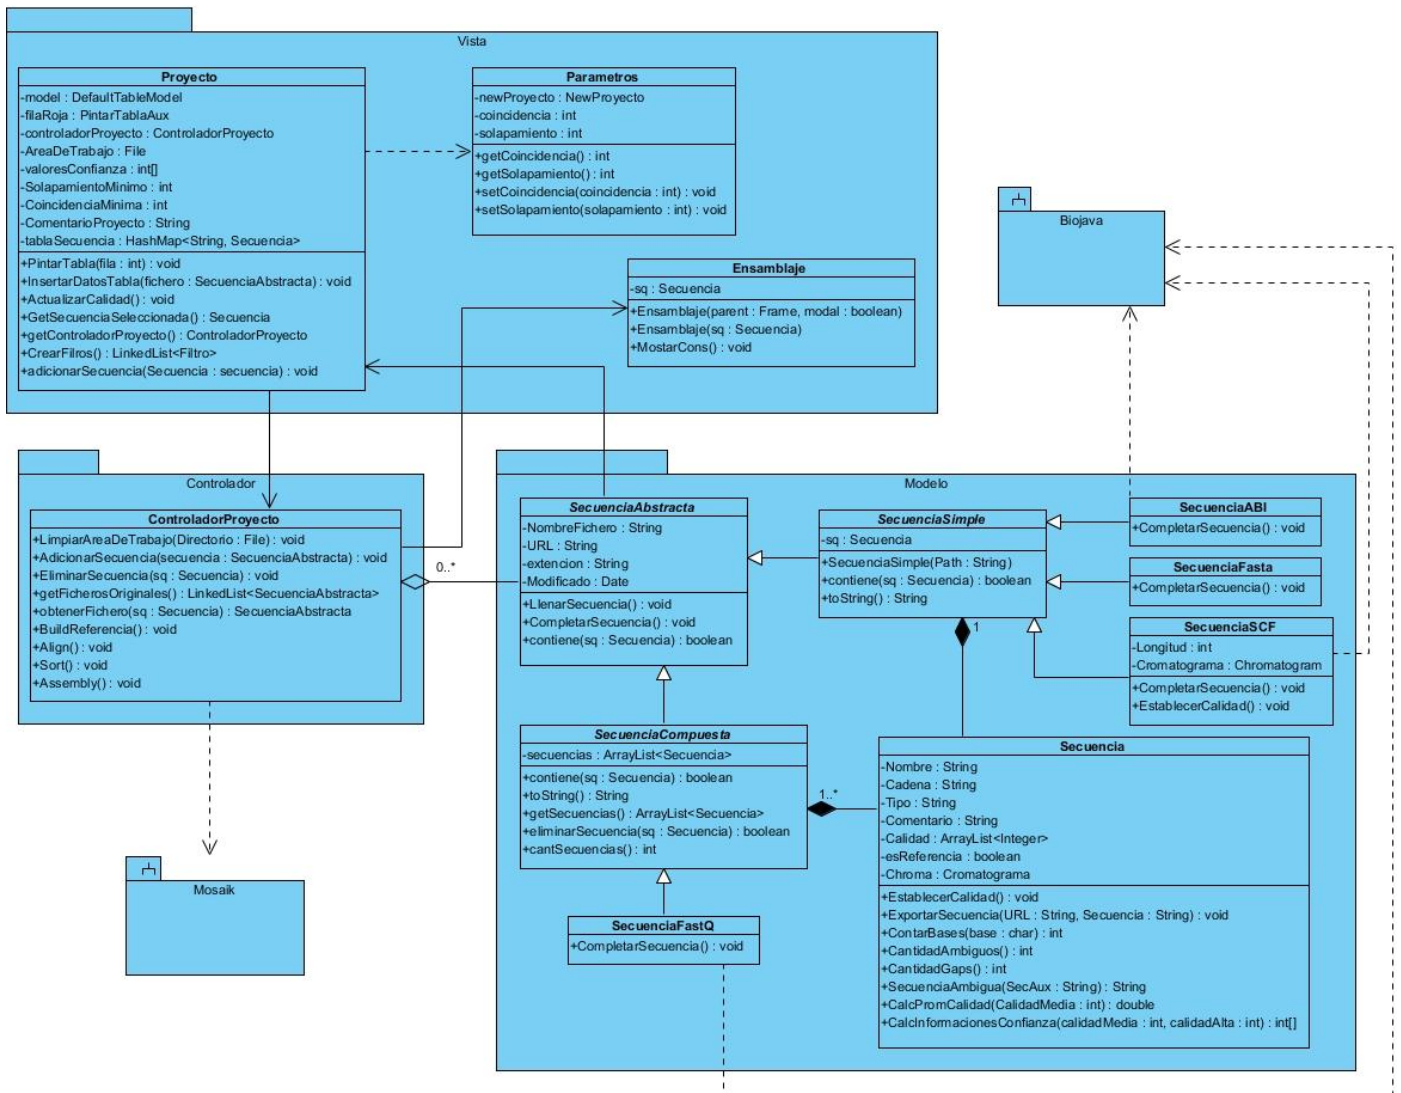 Vista
Proyecto
-model : DefaultTableModel
-filaRoja : PintarTablaAux
-controladorProyecto : ControladorProyecto
-AreaDeTrabajo : File
-valoresConfianza : int[]
-SolapamientoMinimo : int
-CoincidenciaMinima : int
-ComentarioProyecto : String
-tablaSecuencia : HashMap<String, Secuencia>
+PintarTabla(fila : int) : void
+InsertarDatosTabla(fichero : SecuenciaAbstracta) : void
+ActualizarCalidad() : void
+GetSecuenciaSeleccionada() : Secuencia
+getControladorProyecto() : ControladorProyecto
+CrearFilros() : LinkedList<Filtro>
+adicionarSecuencia(Secuencia : secuencia) : void
Parametros
-newProyecto : NewProyecto
-coincidencia : int
-solapamiento : int
+getCoincidencia() : int
+getSolapamiento() : int
+setCoincidencia(coincidencia : int) : void
+setSolapamiento(solapamiento : int) : void
Ensamblaje
-sq : Secuencia
+Ensamblaje(parent : Frame, modal : boolean)
+Ensamblaje(sq : Secuencia)
+MostarCons() : void
Biojava
Controlador
ControladorProyecto
+LimpiarAreaDeTrabajo(Directorio : File) : void
+AdicionarSecuencia(secuencia : SecuenciaAbstracta) : void
+EliminarSecuencia(sq : Secuencia) : void
+getFicherosOriginales() : LinkedList<SecuenciaAbstracta>
+obtenerFichero(sq : Secuencia) : SecuenciaAbstracta
+BuildReferencia() : void
+Align() : void
+Sort() : void
+Assembly() : void
0..*
Modelo
SecuenciaAbstracta
-NombreFichero : String
-URL : String
-extencion : String
-Modificado : Date
+LlenarSecuencia() : void
+CompletarSecuencia() : void
+contiene(sq : Secuencia) : boolean
SecuenciaSimple
-sq : Secuencia
+SecuenciaSimple(Path : String)
+contiene(sq : Secuencia) : boolean
+toString() : String
1
SecuenciaABI
+CompletarSecuencia() : void
SecuenciaFasta
+CompletarSecuencia() : void
SecuenciaSCF
-Longitud : int
-Cromatograma : Chromatogram
+CompletarSecuencia() : void
+EstablecerCalidad() : void
SecuenciaCompuesta
-secuencias : ArrayList<Secuencia>
+contiene(sq : Secuencia) : boolean
+toString() : String
+getSecuencias() : ArrayList<Secuencia>
+eliminarSecuencia(sq : Secuencia) : boolean
+cantSecuencias() : int
1..*
Secuencia
-Nombre : String
-Cadena : String
-Tipo : String
-Comentario : String
-Calidad : ArrayList<Integer>
-esReferencia : boolean
-Chroma : Cromatograma
+EstablecerCalidad() : void
+ExportarSecuencia(URL : String, Secuencia : String) : void
+ContarBases(base : char) : int
+CantidadAmbiguos() : int
+CantidadGaps() : int
+SecuenciaAmbigua(SecAux : String) : String
+CalcPromCalidad(CalidadMedia : int) : double
+CalcInformacionesConfianza(calidadMedia : int, calidadAlta : int) : int[]
SecuenciaFastQ
+CompletarSecuencia() : void
Mosaik